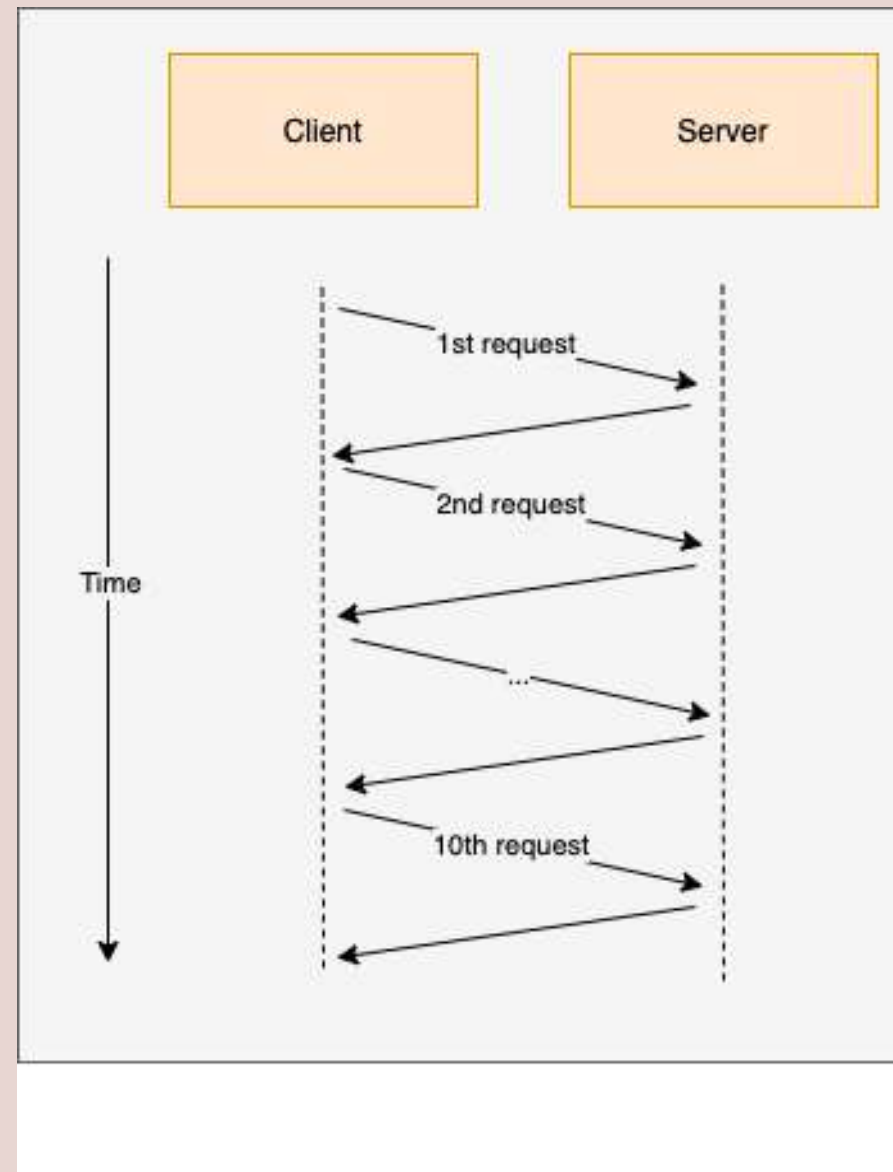 Client
Server
1st request
2nd request
Time
...
10th request